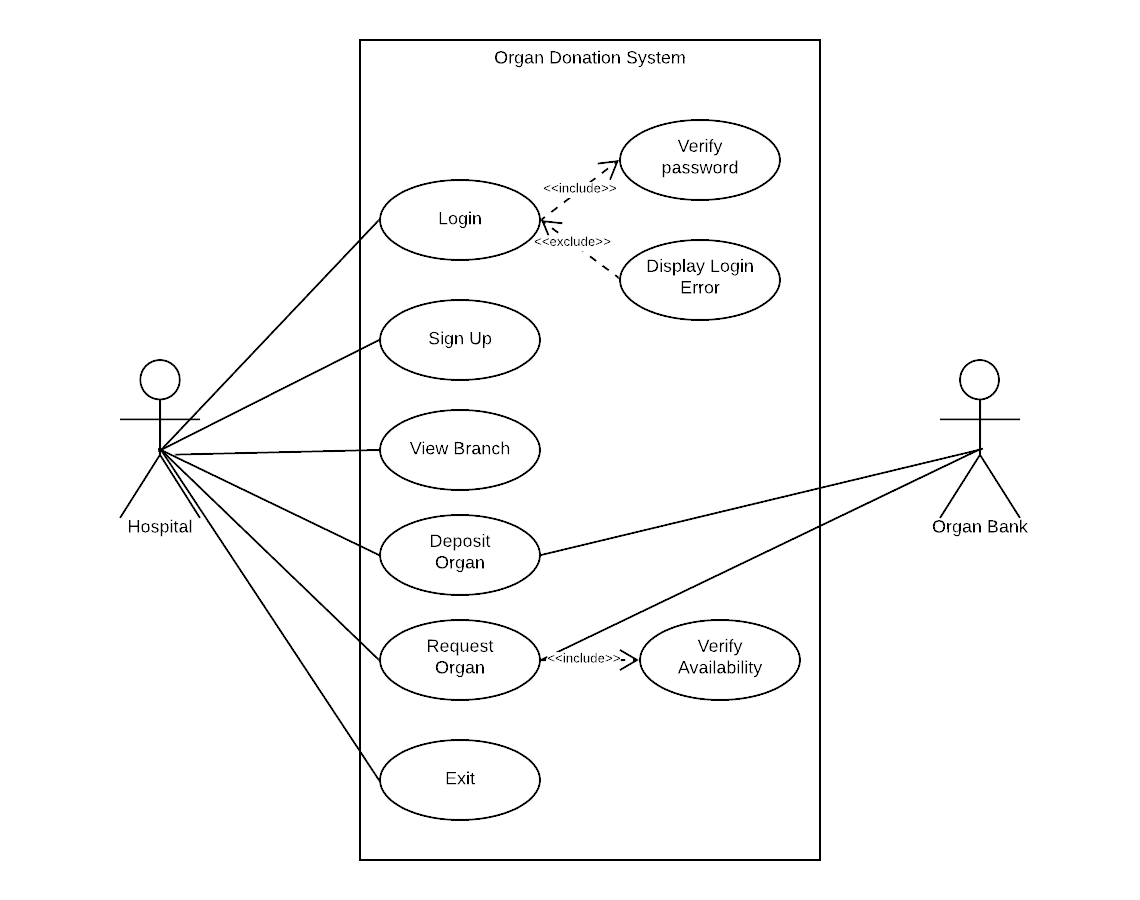 Organ Donation System
Verify
password
<<include>>
Login
<<exclude>>
Display Login
Error
Sign Up
View Branch
Hospital
Organ Bank
Deposit
Organ
Request
Organ
<<include>>
Verify
Availability
Exit